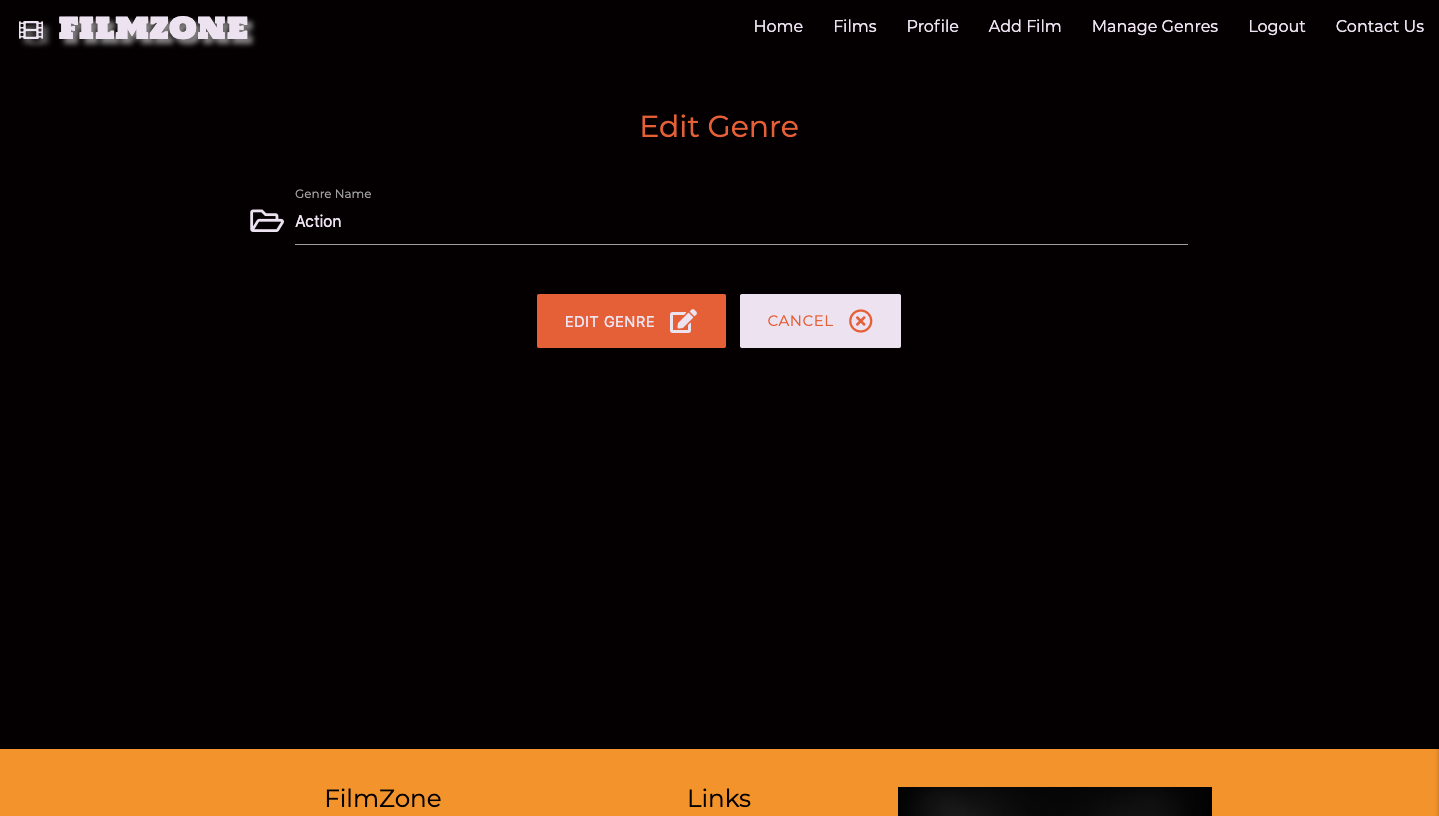 FILMZONE
Home Films Profile Add Film Manage Genres Logout Contact Us
Edit Genre
Genre Name
Action
EDIT GENRE CANCEL
FilmZone Links